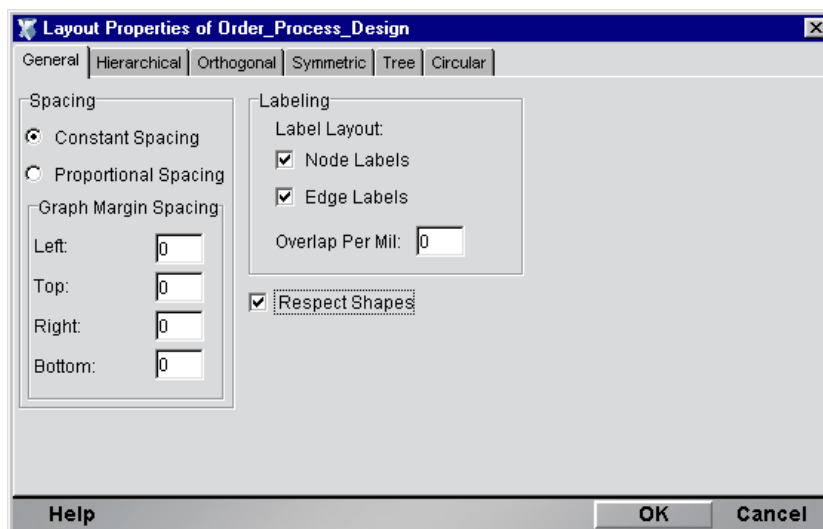 Layout Properties of Order_Process_Design
General Hierarchical Orthogonal Symmetric Tree Circular
Spacing
Constant Spacing
Proportional Spacing
Graph Margin Spacing
Left: 0
Top: 0
Right: 0
Bottom: 0
Labeling
Label Layout:
Node Labels
Edge Labels
Overlap Per Mil: 0
Respect Shapes
Help OK Cancel